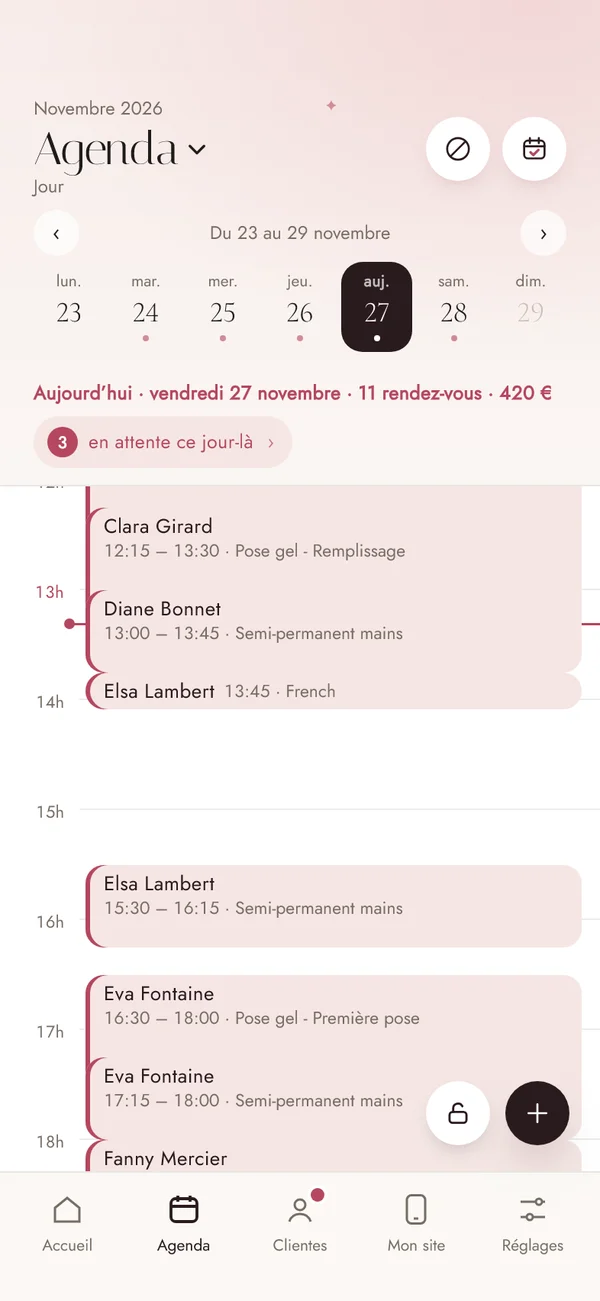 Novembre 2026
Agenda
Jour
Du 23 au 29 novembre
lun. mar. mer. jeu. auj. sam. dim.
23 24 25 26 27 28 29
Aujourd'hui · vendredi 27 novembre · 11 rendez-vous · 420 €
3 en attente ce jour-là ›
12h
Clara Girard
12:15 – 13:30 · Pose gel - Remplissage
13h
Diane Bonnet
13:00 – 13:45 · Semi-permanent mains
Elsa Lambert 13:45 · French
14h
15h
Elsa Lambert
15:30 – 16:15 · Semi-permanent mains
16h
Eva Fontaine
16:30 – 18:00 · Pose gel - Première pose
17h
Eva Fontaine
17:15 – 18:00 · Semi-permanent mains
18h
Fanny Mercier
Accueil Agenda Clientes Mon site Réglages